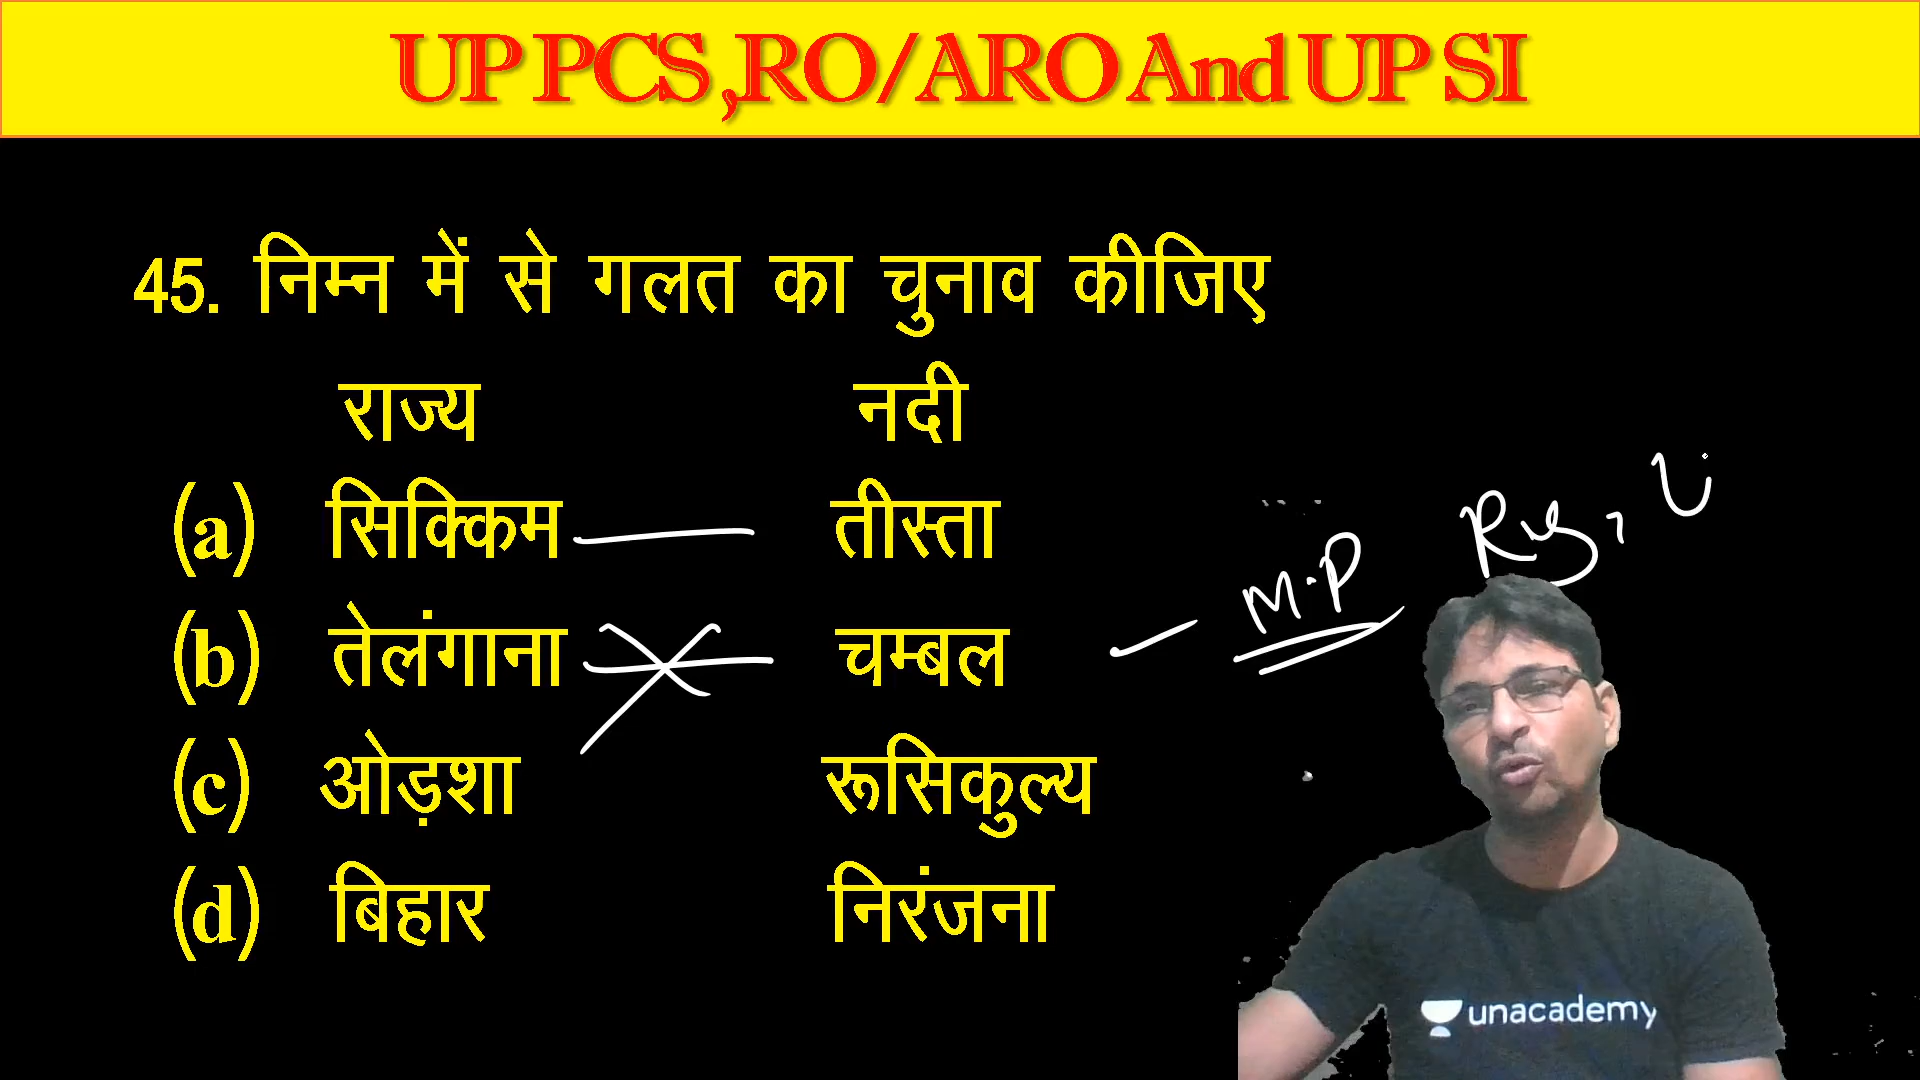 UP PCS ,RO/ARO And UP SI
45. निम्न में से गलत का चुनाव कीजिए
राज्य नदी
(a) सिक्किम तीस्ता
(b) तेलंगाना चम्बल
(c) ओड़शा रूसिकुल्य
(d) बिहार निरंजना
M.P
unacademy